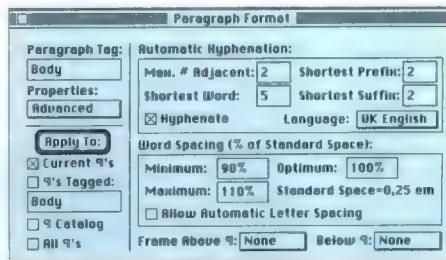 Paragraph Format
Paragraph Tag:
Body
Properties:
Advanced
Apply To:
Current ¶'s
¶'s Tagged:
Body
¶ Catalog
All ¶'s
Automatic Hyphenation:
Max. # Adjacent: 2 Shortest Prefix: 2
Shortest Word: 5 Shortest Suffix: 2
Hyphenate Language: UK English
Word Spacing (% of Standard Space):
Minimum: 90% Optimum: 100%
Maximum: 110% Standard Space=0,25 em
Allow Automatic Letter Spacing
Frame Above ¶: None Below ¶: None